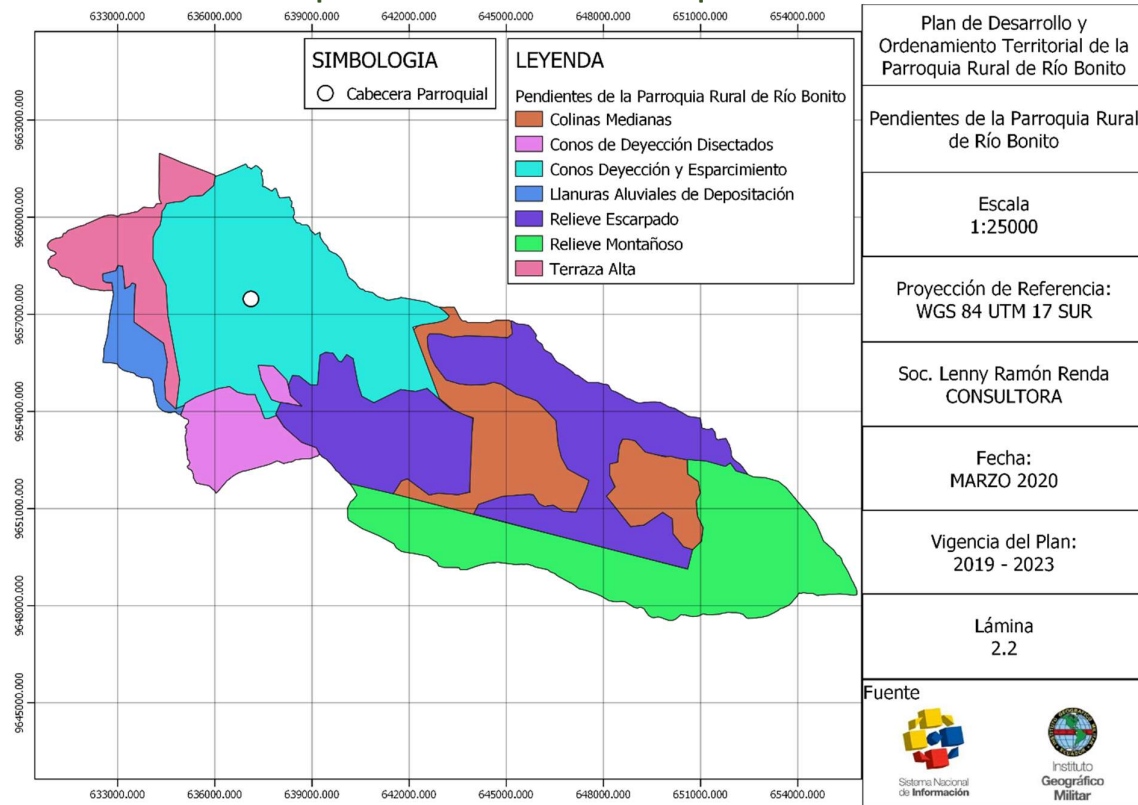 633000.000 636000.000 639000.000 642000.000 645000.000 648000.000 651000.000 654000.000
SIMBOLOGIA
Cabecera Parroquial
LEYENDA
Pendientes de la Parroquia Rural de Río Bonito
Colinas Medianas
Conos de Deyección Disectados
Conos Deyección y Esparcimiento
Llanuras Aluviales de Depositación
Relieve Escarpado
Relieve Montañoso
Terraza Alta
9663000.000
9660000.000
9657000.000
9654000.000
9651000.000
9648000.000
9645000.000
633000.000 636000.000 639000.000 642000.000 645000.000 648000.000 651000.000 654000.000
Plan de Desarrollo y
Ordenamiento Territorial de la
Parroquia Rural de Río Bonito
Pendientes de la Parroquia Rural
de Río Bonito
Escala
1:25000
Proyección de Referencia:
WGS 84 UTM 17 SUR
Soc. Lenny Ramón Renda
CONSULTORA
Fecha:
MARZO 2020
Vigencia del Plan:
2019 - 2023
Lámina
2.2
Fuente
Sistema Nacional
de Información
Instituto
Geográfico
Militar